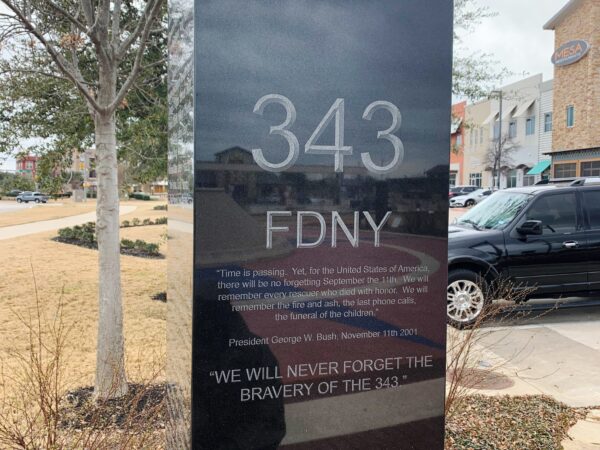 MESA
343
FDNY
"Time is passing. Yet, for the United States of America,
there will be no forgetting September the 11th. We will
remember every rescuer who died with honor. We will
remember the fire and ash, the last phone calls,
the funeral of the children."
President George W. Bush, November 11th 2001
"WE WILL NEVER FORGET THE
BRAVERY OF THE 343."